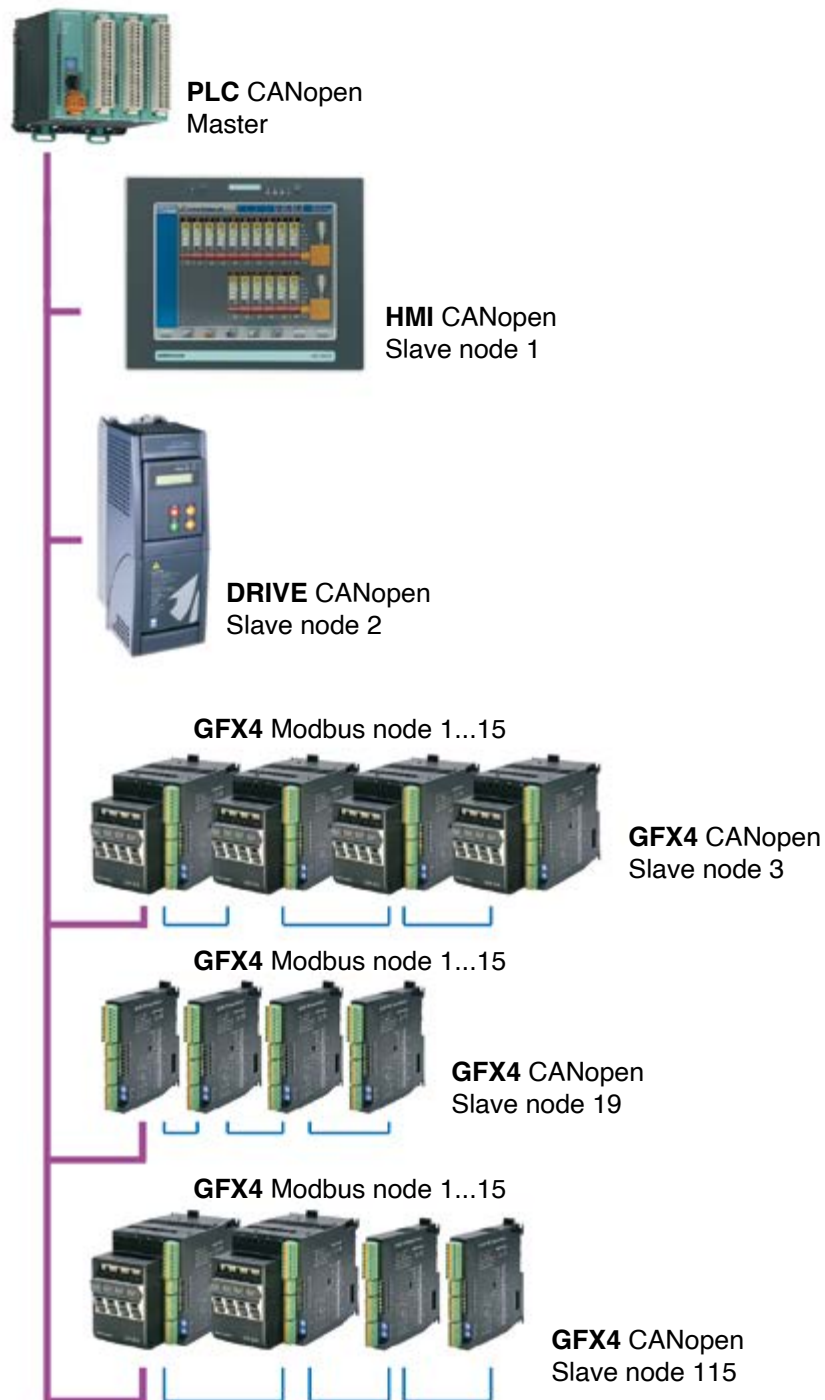 PLC CANopen
Master
HMI CANopen
Slave node 1
DRIVE CANopen
Slave node 2
GFX4 Modbus node 1...15
GFX4 CANopen
Slave node 3
GFX4 Modbus node 1...15
GFX4 CANopen
Slave node 19
GFX4 Modbus node 1...15
GFX4 CANopen
Slave node 115